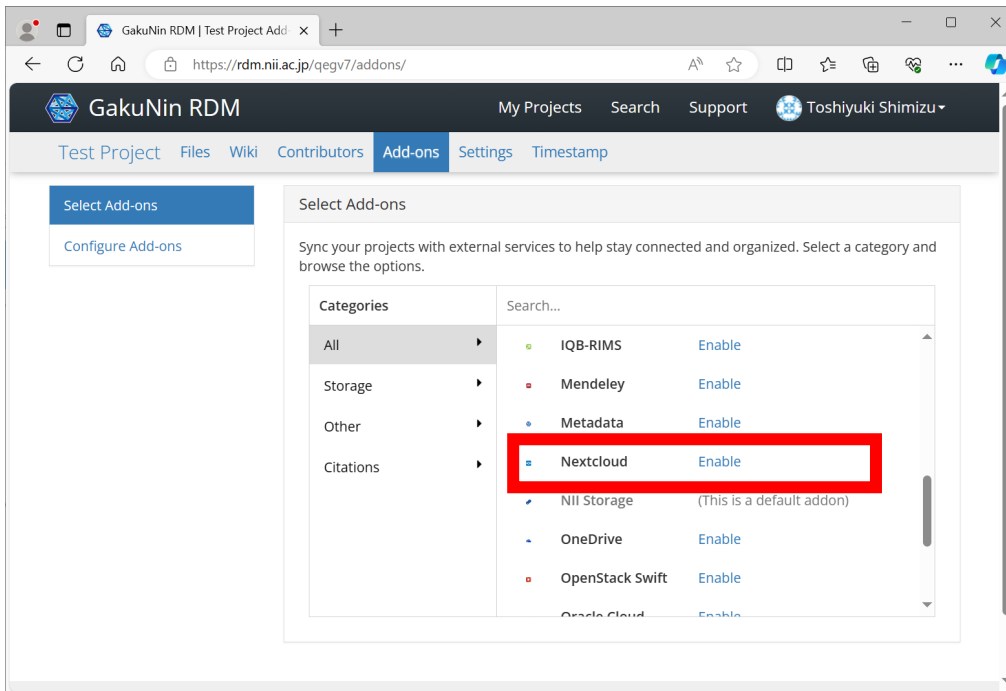 GakuNin RDM | Test Project Add
https://rdm.nii.ac.jp/qegv7/addons/
GakuNin RDM My Projects Search Support Toshiyuki Shimizu
Test Project Files Wiki Contributors Add-ons Settings Timestamp
Select Add-ons
Configure Add-ons
Select Add-ons
Sync your projects with external services to help stay connected and organized. Select a category and
browse the options.
Categories
All
Storage
Other
Citations
Search...
IQB-RIMS Enable
Mendeley Enable
Metadata Enable
Nextcloud Enable
NII Storage (This is a default addon)
OneDrive Enable
OpenStack Swift Enable
Oracle Cloud Enable